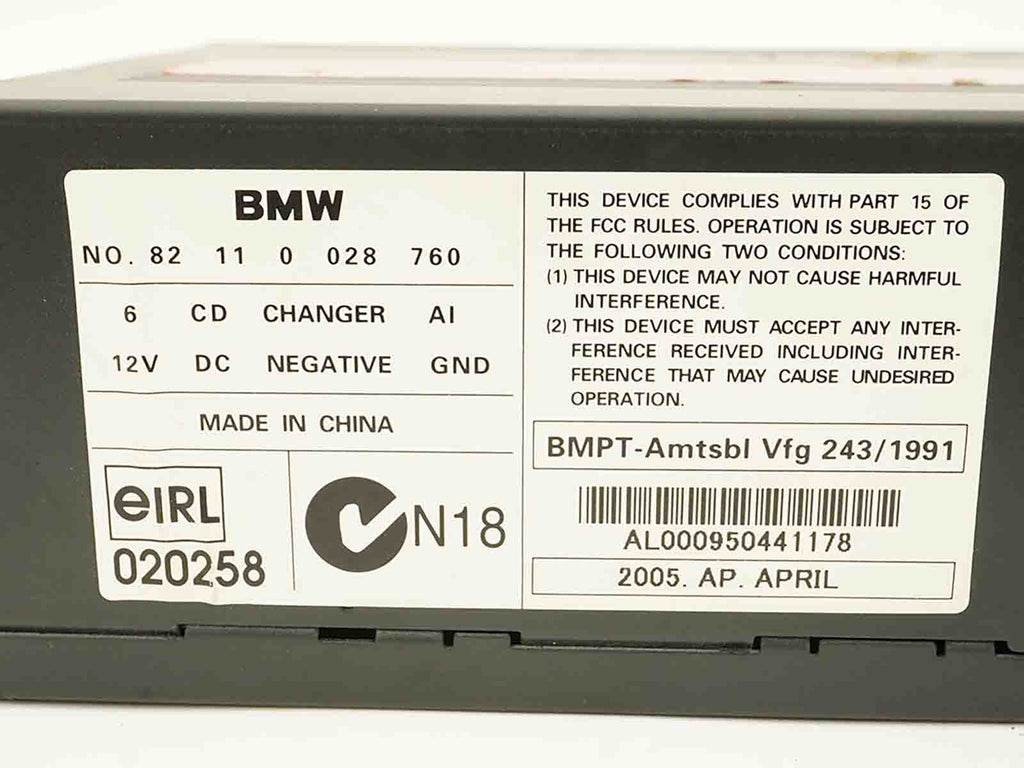 BMW
NO. 82 11 0 028 760
6 CD CHANGER AI
12V DC NEGATIVE GND
MADE IN CHINA
eIRL
020258
N18
THIS DEVICE COMPLIES WITH PART 15 OF
THE FCC RULES. OPERATION IS SUBJECT TO
THE FOLLOWING TWO CONDITIONS:
(1) THIS DEVICE MAY NOT CAUSE HARMFUL
INTERFERENCE.
(2) THIS DEVICE MUST ACCEPT ANY INTER-
FERENCE RECEIVED INCLUDING INTER-
FERENCE THAT MAY CAUSE UNDESIRED
OPERATION.
BMPT-Amtsbl Vfg 243/1991
AL000950441178
2005. AP. APRIL